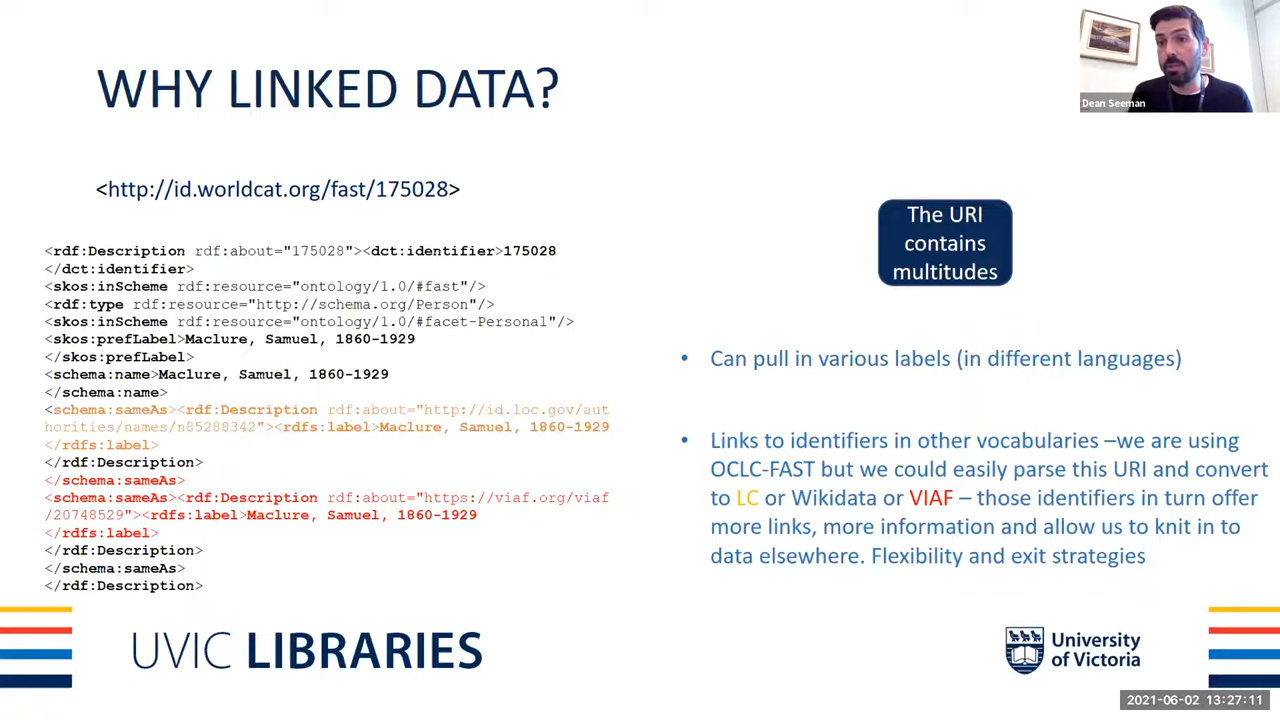 WHY LINKED DATA?
Dean Seeman
<http://id.worldcat.org/fast/175028>
<rdf:Description rdf:about="175028"><dct:identifier>175028
</dct:identifier>
<skos:inScheme rdf:resource="ontology/1.0/#fast"/>
<rdf:type rdf:resource="http://schema.org/Person"/>
<skos:inScheme rdf:resource="ontology/1.0/#facet-Personal"/>
<skos:prefLabel>Maclure, Samuel, 1860-1929
</skos:prefLabel>
<schema:name>Maclure, Samuel, 1860-1929
</schema:name>
<schema:sameAs><rdf:Description rdf:about="http://id.loc.gov/aut
horities/names/n85288342"><rdfs:label>Maclure, Samuel, 1860-1929
</rdfs:label>
</rdf:Description>
</schema:sameAs>
<schema:sameAs><rdf:Description rdf:about="https://viaf.org/viaf
/20748529"><rdfs:label>Maclure, Samuel, 1860-1929
</rdfs:label>
</rdf:Description>
</schema:sameAs>
</rdf:Description>
The URI
contains
multitudes
• Can pull in various labels (in different languages)
• Links to identifiers in other vocabularies –we are using
OCLC-FAST but we could easily parse this URI and convert
to LC or Wikidata or VIAF – those identifiers in turn offer
more links, more information and allow us to knit in to
data elsewhere. Flexibility and exit strategies
UVIC LIBRARIES
University
of Victoria
2021-06-02 13:27:11